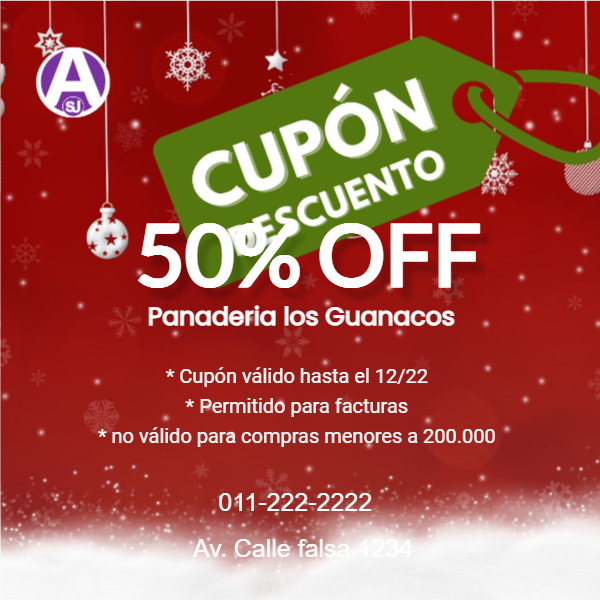 A
SJ
CUPÓN
DESCUENTO
50% OFF
Panaderia los Guanacos
* Cupón válido hasta el 12/22
* Permitido para facturas
* no válido para compras menores a 200.000
011-222-2222
Av. Calle falsa 1234